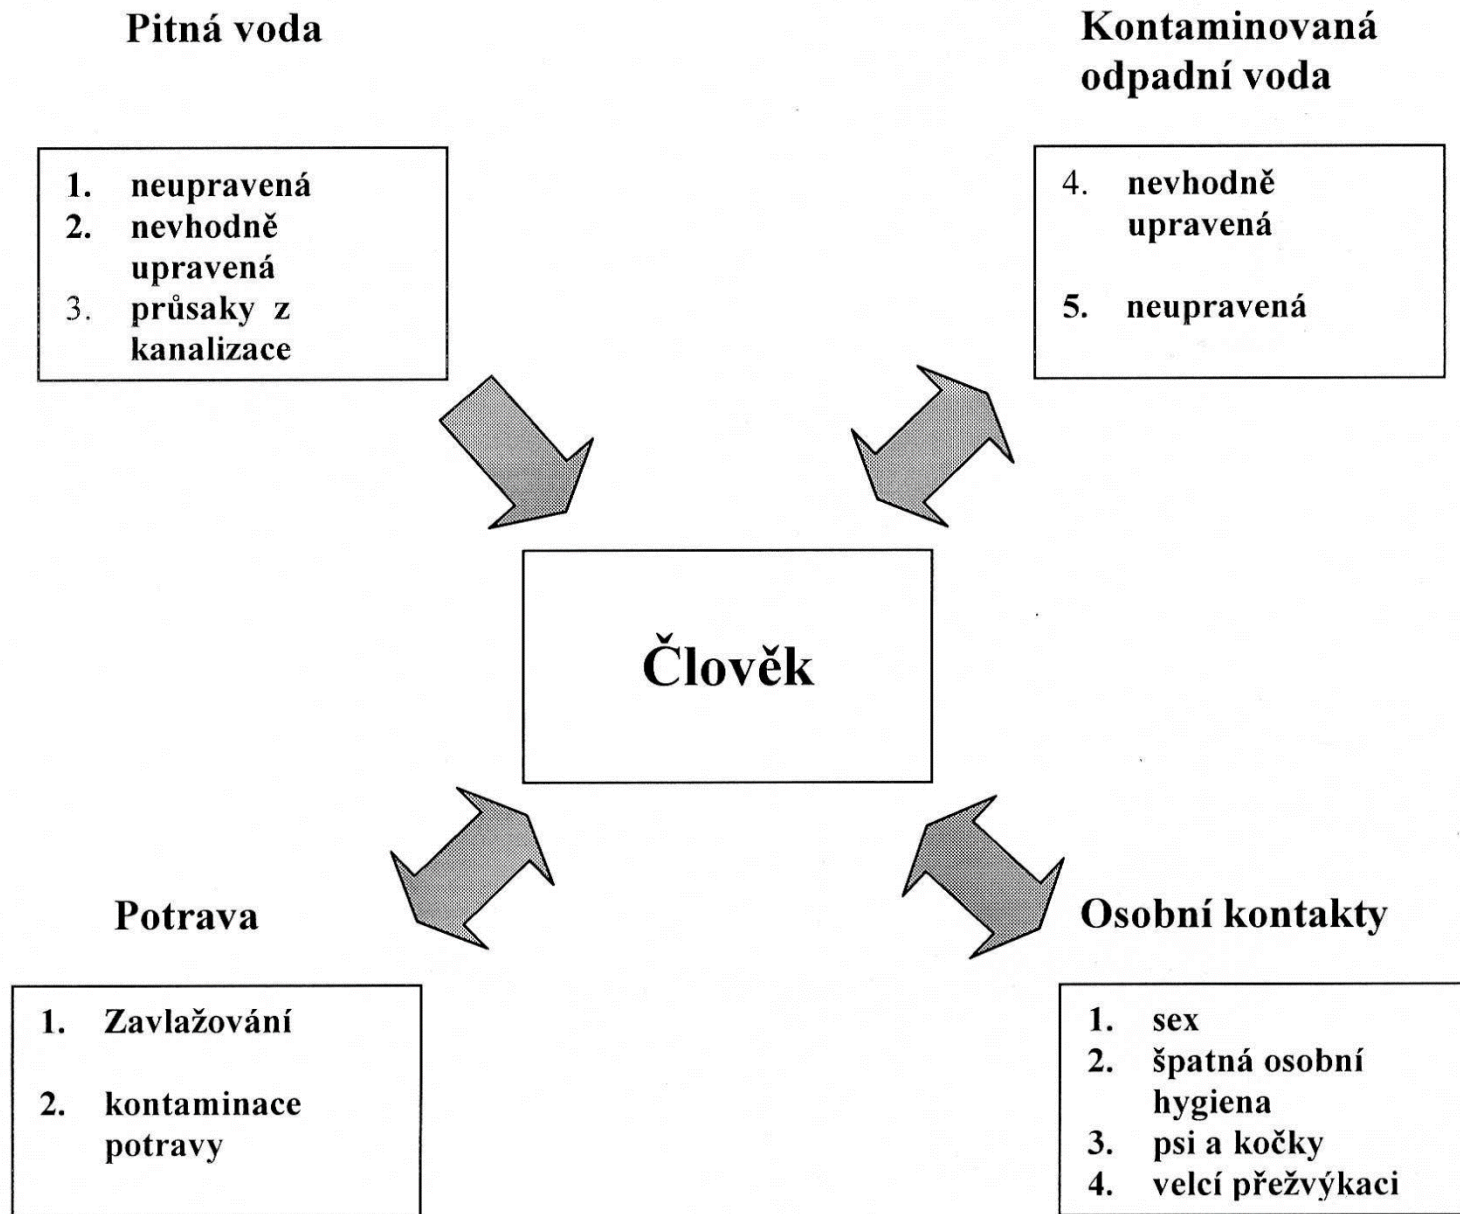 Pitná voda
1. neupravená
2. nevhodně
upravená
3. průsaky z
kanalizace
Kontaminovaná
odpadní voda
4. nevhodně
upravená
5. neupravená
Člověk
Potrava
1. Zavlažování
2. kontaminace
potravy
Osobní kontakty
1. sex
2. špatná osobní
hygiena
3. psi a kočky
4. velcí přežvýkaci